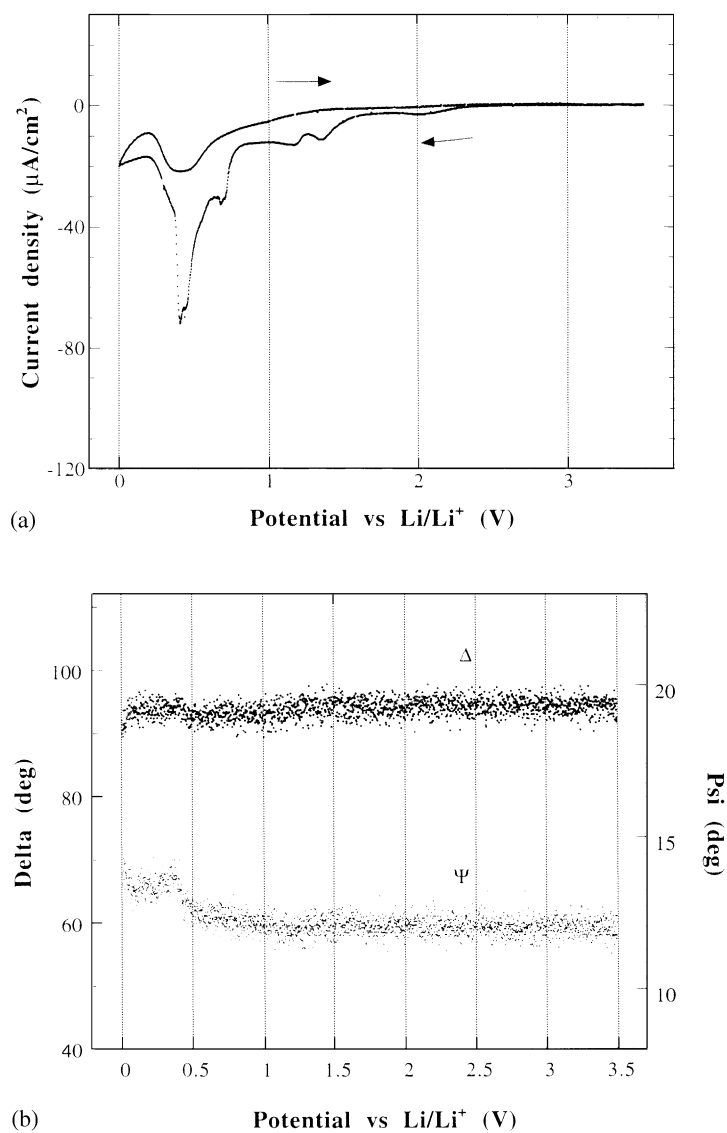 0
-40
-80
-120
Current density (μA/cm²)
0 1 2 3
(a) Potential vs Li/Li⁺ (V)
100
80
60
40
Delta (deg)
Δ
Ψ
20
15
10
Psi (deg)
0 0.5 1 1.5 2 2.5 3 3.5
(b) Potential vs Li/Li⁺ (V)